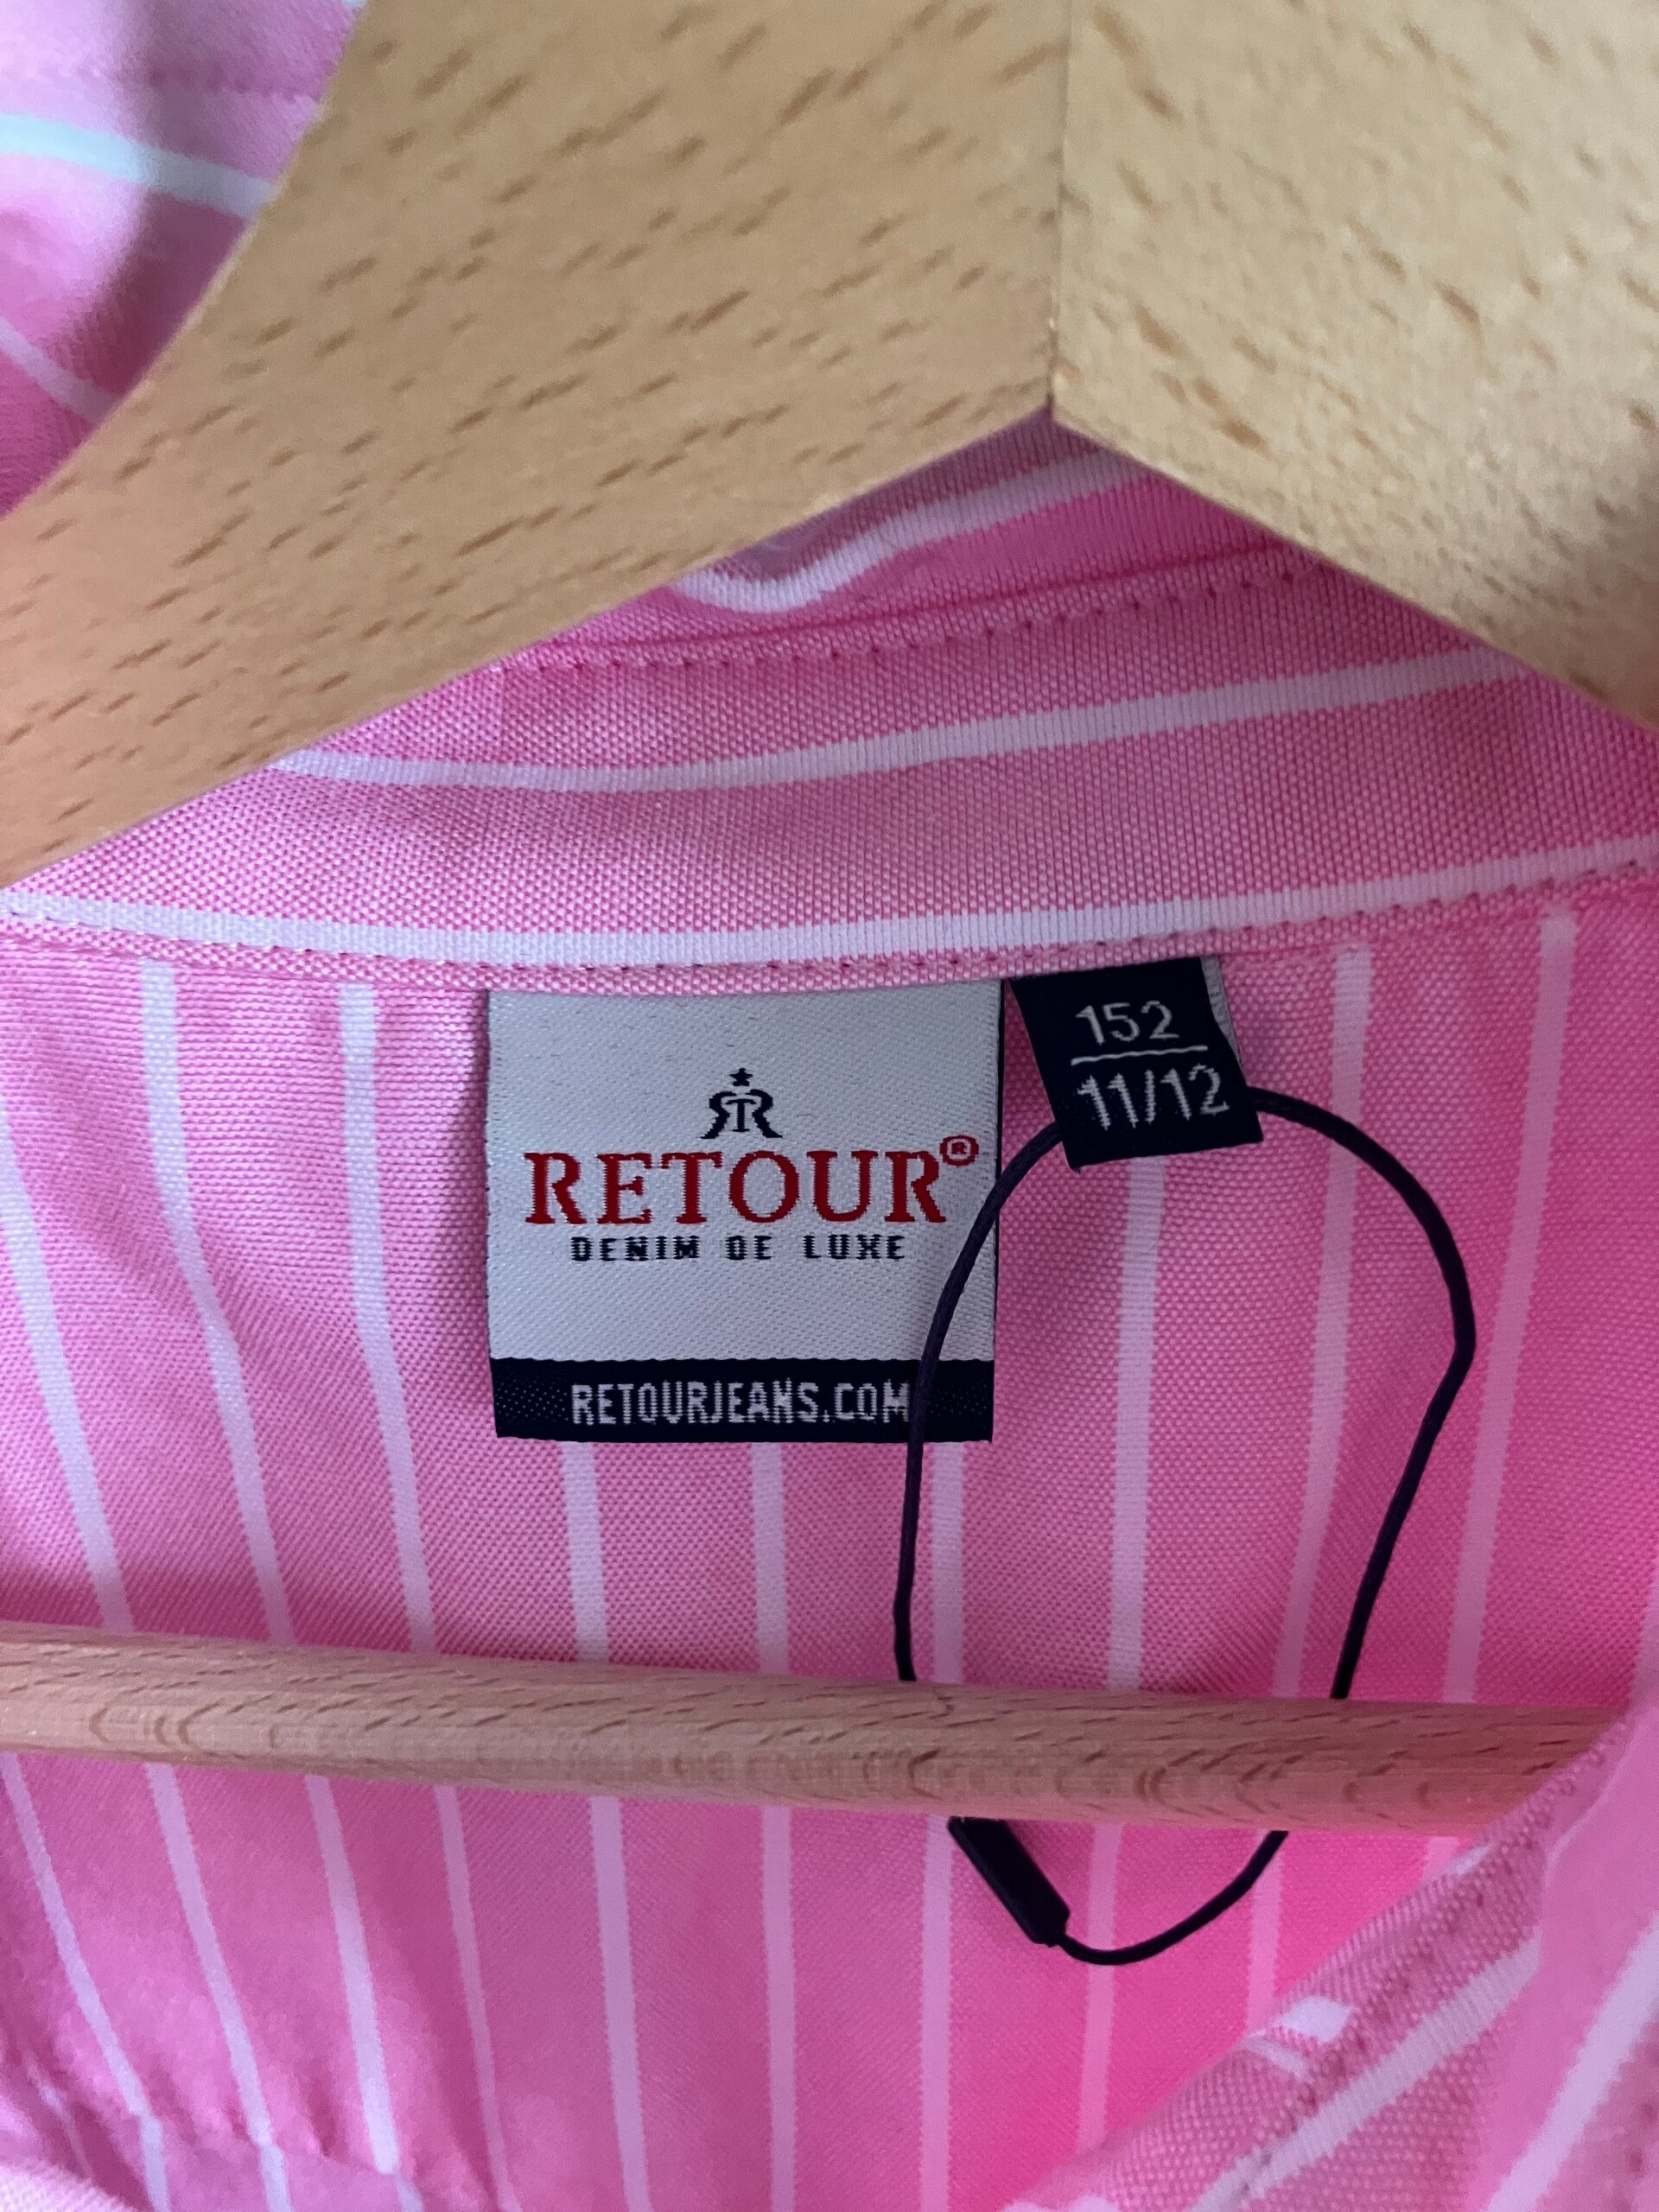 RETOUR®
DENIM DE LUXE
RETOURJEANS.COM
152
11/12